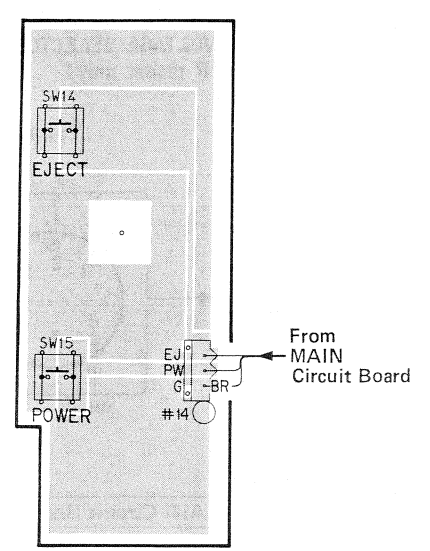 SW14
EJECT
SW15
POWER
EJ
PW
G
BR
#14
From
MAIN
Circuit Board